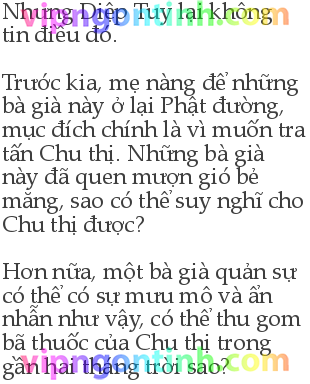 Nhưng Diệp Tuy lại không
tin điều đó.
Trước kia, mẹ nàng để những
bà già này ở lại Phật đường,
mục đích chính là vì muốn tra
tấn Chu thị. Những bà già
này đã quen mượn gió bẻ
măng, sao có thể suy nghĩ cho
Chu thị được?
Hơn nữa, một bà già quản sự
có thể có sự mưu mô và ẩn
nhẫn như vậy, có thể thu gom
bã thuốc của Chu thị trong
gần hai tháng trời sao?
vipngontinh.com
vipngontinh.com